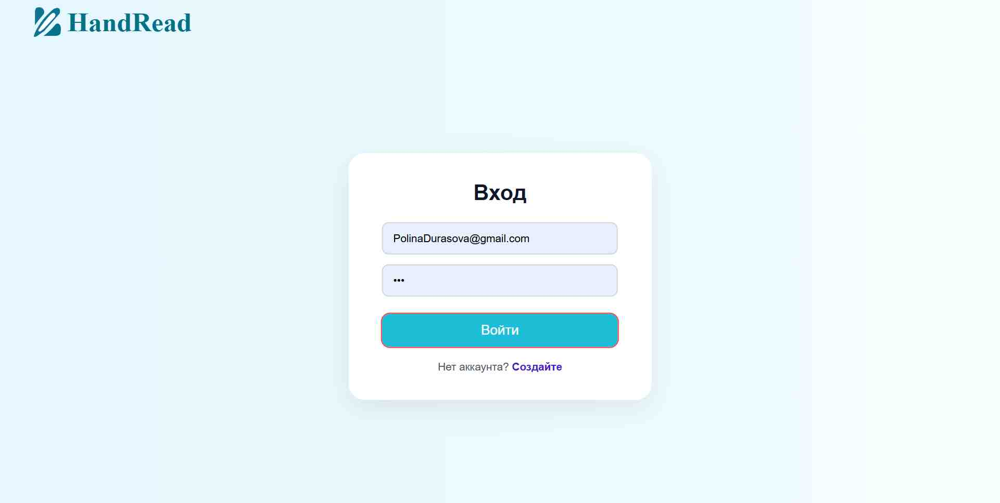 HandRead
Вход
PolinaDurasova@gmail.com
•••
Войти
Нет аккаунта? Создайте